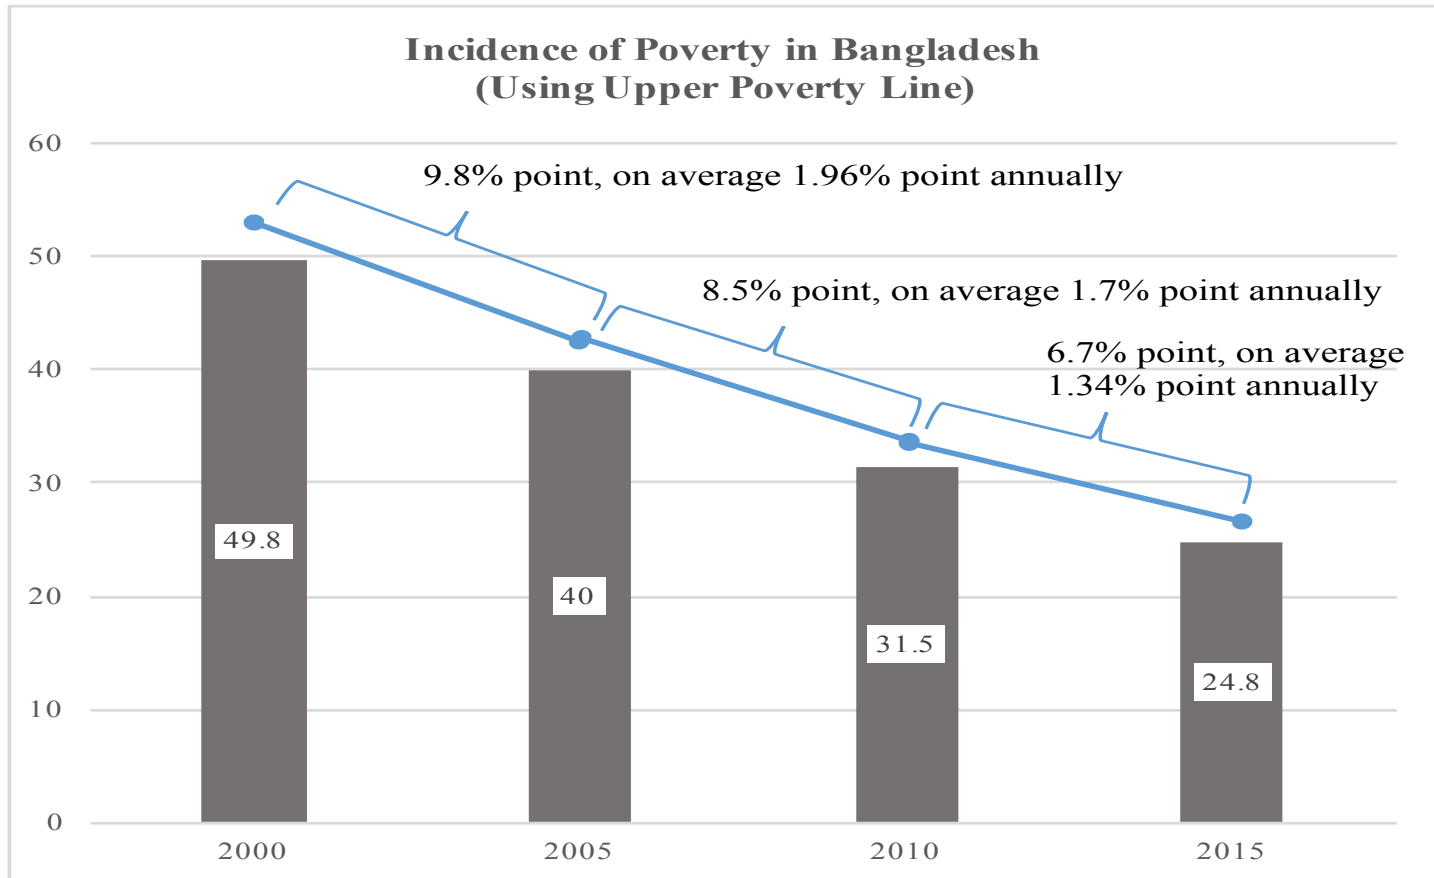 Incidence of Poverty in Bangladesh
(Using Upper Poverty Line)
60
9.8% point, on average 1.96% point annually
50
8.5% point, on average 1.7% point annually
6.7% point, on average
1.34% point annually
40
30
49.8
40
31.5
24.8
20
10
0
2000 2005 2010 2015